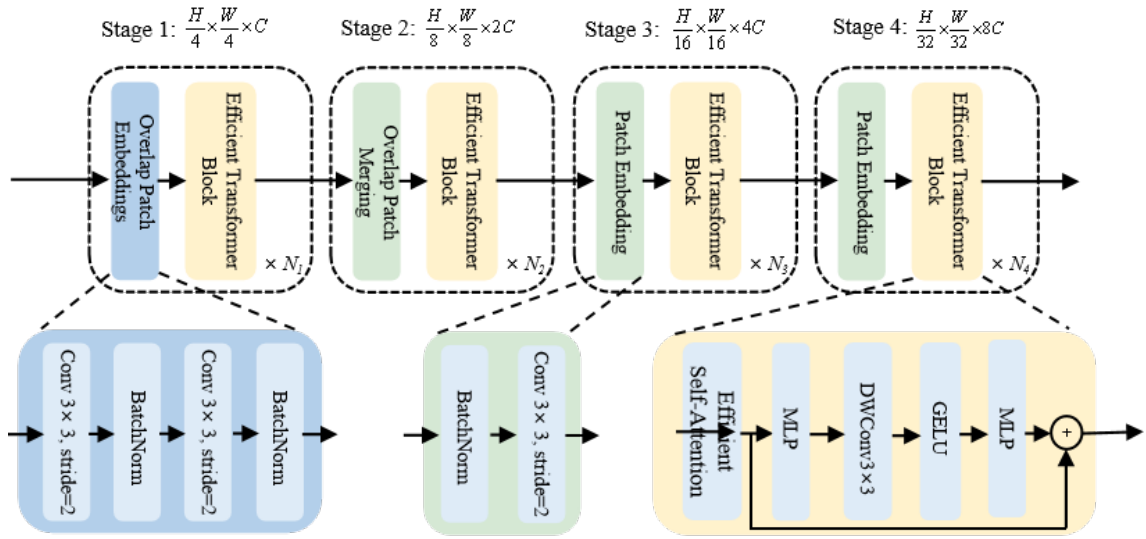 Stage 1: H/4 × W/4 × C
Stage 2: H/8 × W/8 × 2C
Stage 3: H/16 × W/16 × 4C
Stage 4: H/32 × W/32 × 8C
Overlap Patch
Embeddings
Efficient Transformer
Block
× N₁
Overlap Patch
Merging
Efficient Transformer
Block
× N₂
Patch Embedding
Efficient Transformer
Block
× N₃
Patch Embedding
Efficient Transformer
Block
× N₄
Conv 3×3, stride=2
BatchNorm
Conv 3×3, stride=2
BatchNorm
BatchNorm
Conv 3×3, stride=2
Efficient
Self-Attention
MLP
DWConv3×3
GELU
MLP
+